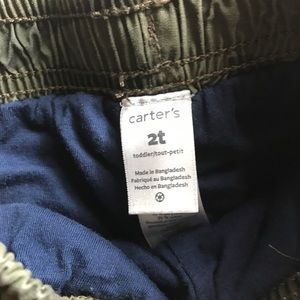 carter's
2t
toddler/tout-petit
Made in Bangladesh
Fabriqué au Bangladesh
Hecho en Bangladesh